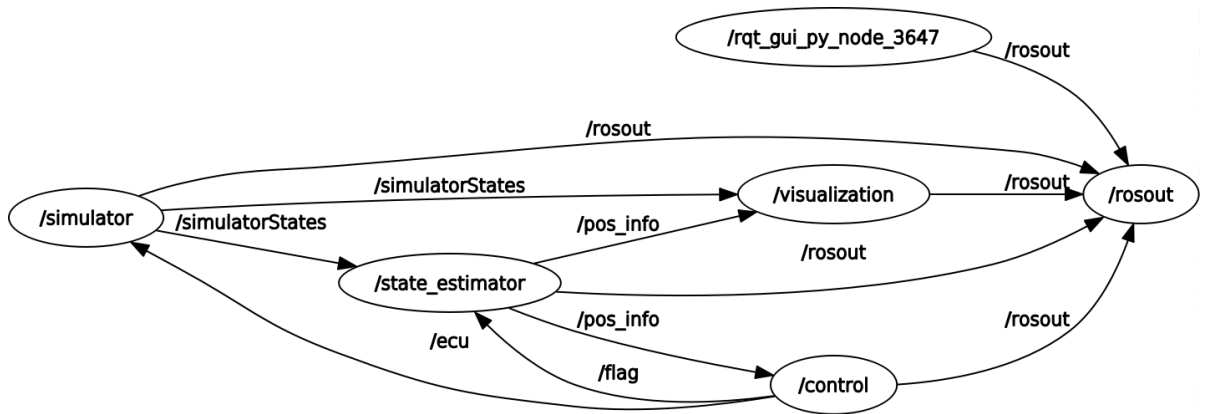 /rqt_gui_py_node_3647
/rosout
/rosout
/simulatorStates
/visualization
/rosout
/rosout
/simulator
/simulatorStates
/pos_info
/rosout
/state_estimator
/pos_info
/rosout
/ecu
/flag
/control